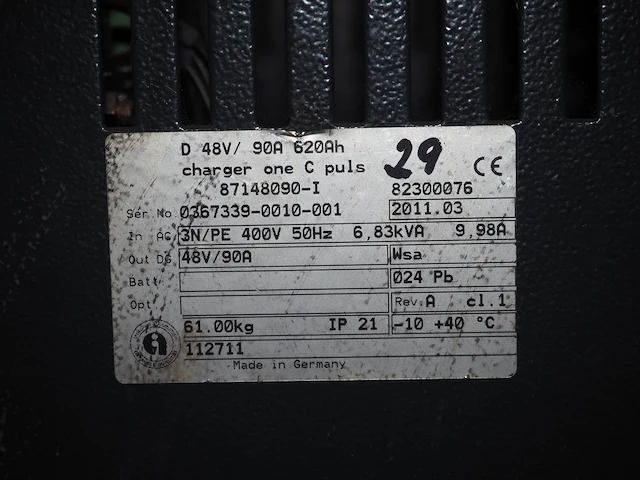 D 48V/ 90A 620Ah
29
CE
charger one C puls
87148090-I 82300076
Ser No 0367339-0010-001 2011.03
In AC 3N/PE 400V 50Hz 6,83kVA 9,98A
Out DC 48V/90A Wsa
Batt Ø24 Pb
Opt Rev.A cl.1
61.00kg IP 21 -10 +40 °C
112711
Made in Germany